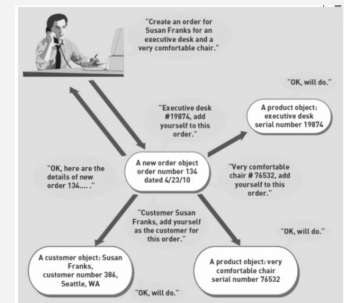 "Create an order for
Susan Franks for an
executive desk and a
very comfortable chair."
"OK, will do."
"Executive desk
#19874, add
yourself to this
order."
A product object:
executive desk
serial number 19874
"OK, here are the
details of new
order 134.... ."
A new order object
order number 134
dated 4/23/10
"Very comfortable
chair # 76532, add
yourself to this
order."
"Customer Susan
Franks, add yourself
as the customer for
this order."
"OK, will do."
A customer object: Susan
Franks,
customer number 386,
Seattle, WA
A product object: very
comfortable chair
serial number 76532
"OK, will do."